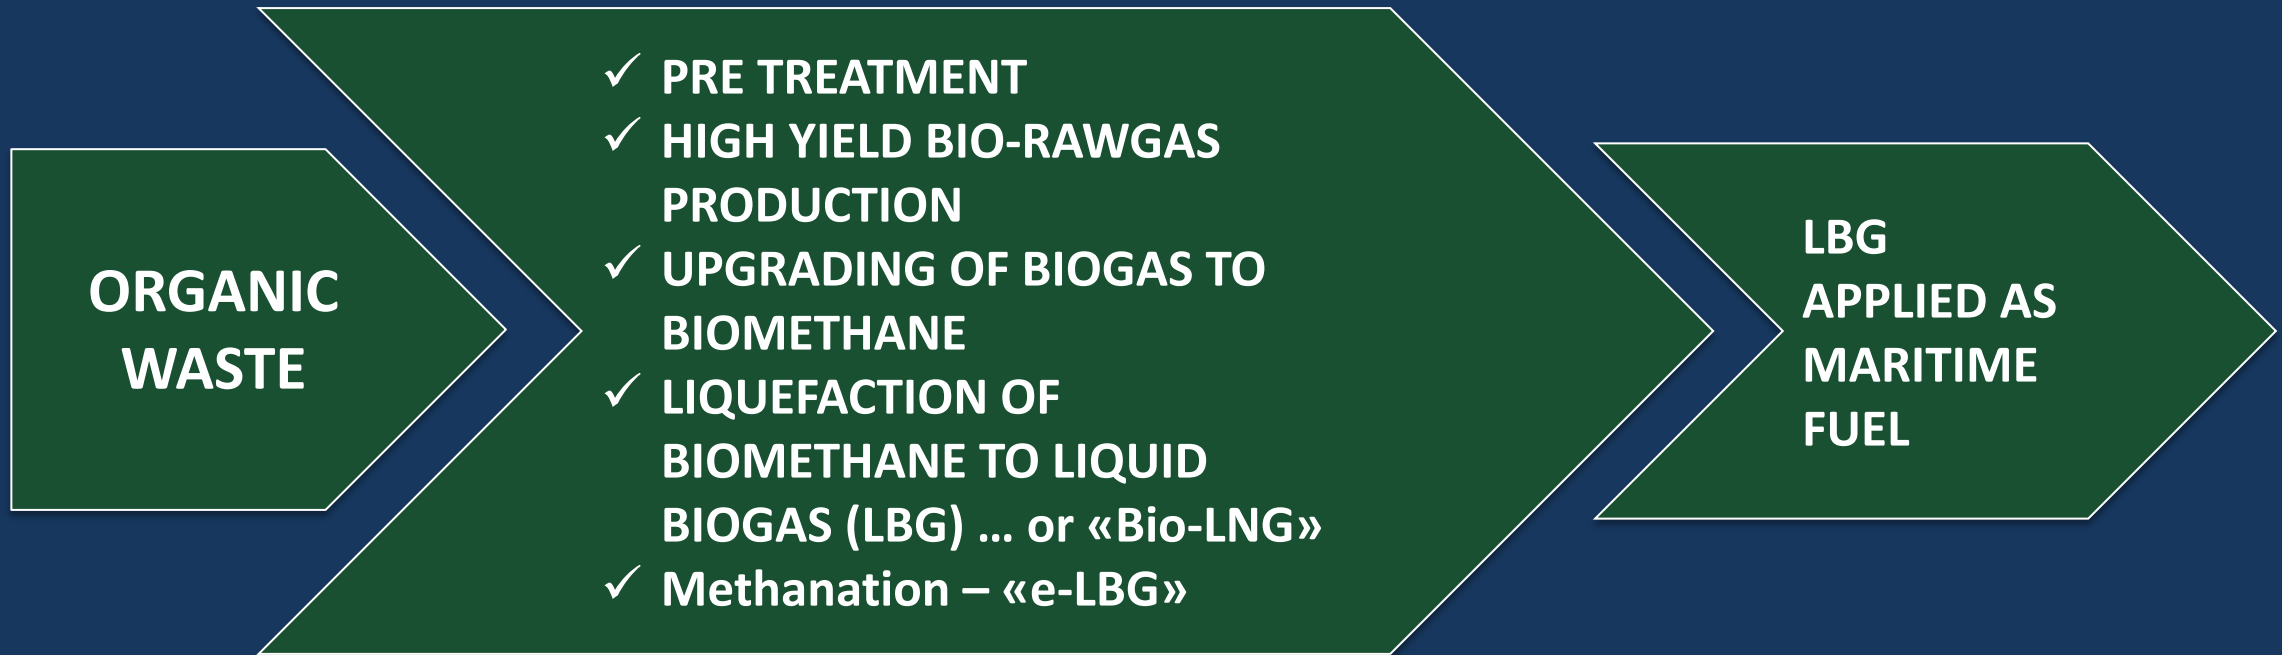 ORGANIC
WASTE
✓ PRE TREATMENT
✓ HIGH YIELD BIO-RAWGAS
PRODUCTION
✓ UPGRADING OF BIOGAS TO
BIOMETHANE
✓ LIQUEFACTION OF
BIOMETHANE TO LIQUID
BIOGAS (LBG) ... or «Bio-LNG»
✓ Methanation – «e-LBG»
LBG
APPLIED AS
MARITIME
FUEL